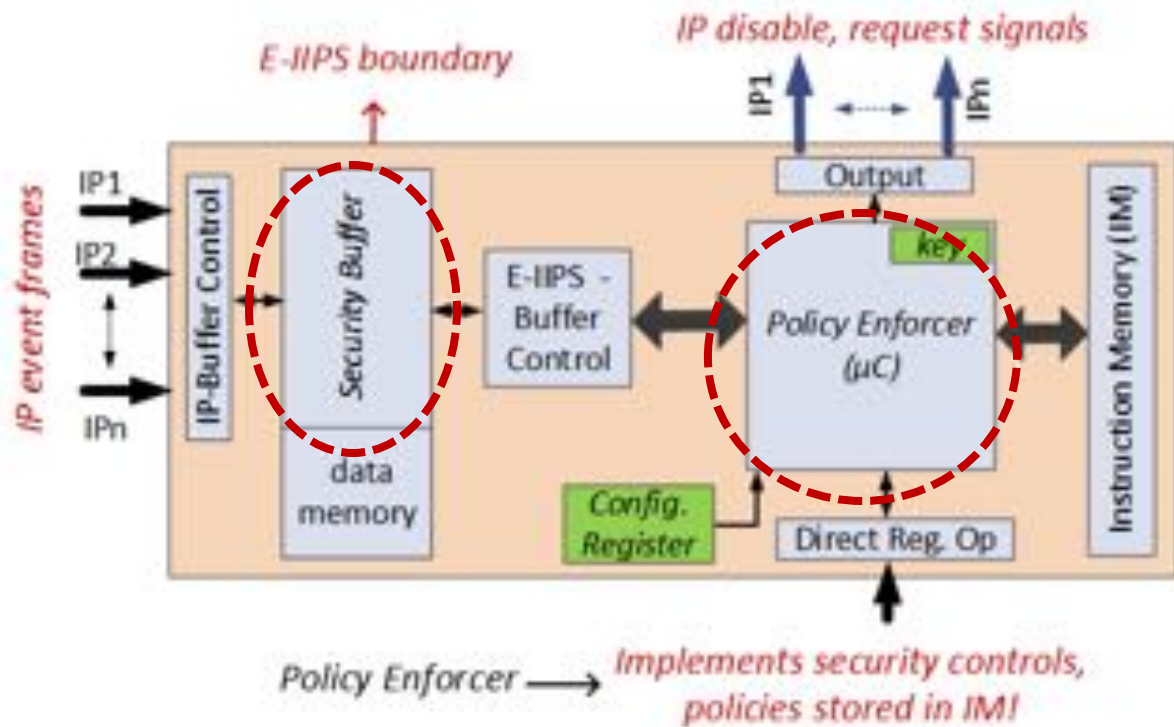 IP disable, request signals
E-IIPS boundary
IP1
IPn
IP event frames
IP1
IP2
IPn
IP-Buffer Control
Security Buffer
data
memory
E-IIPS -
Buffer
Control
Output
key
Policy Enforcer
(µC)
Config.
Register
Direct Reg. Op
Instruction Memory (IM)
Policy Enforcer
Implements security controls,
policies stored in IM!